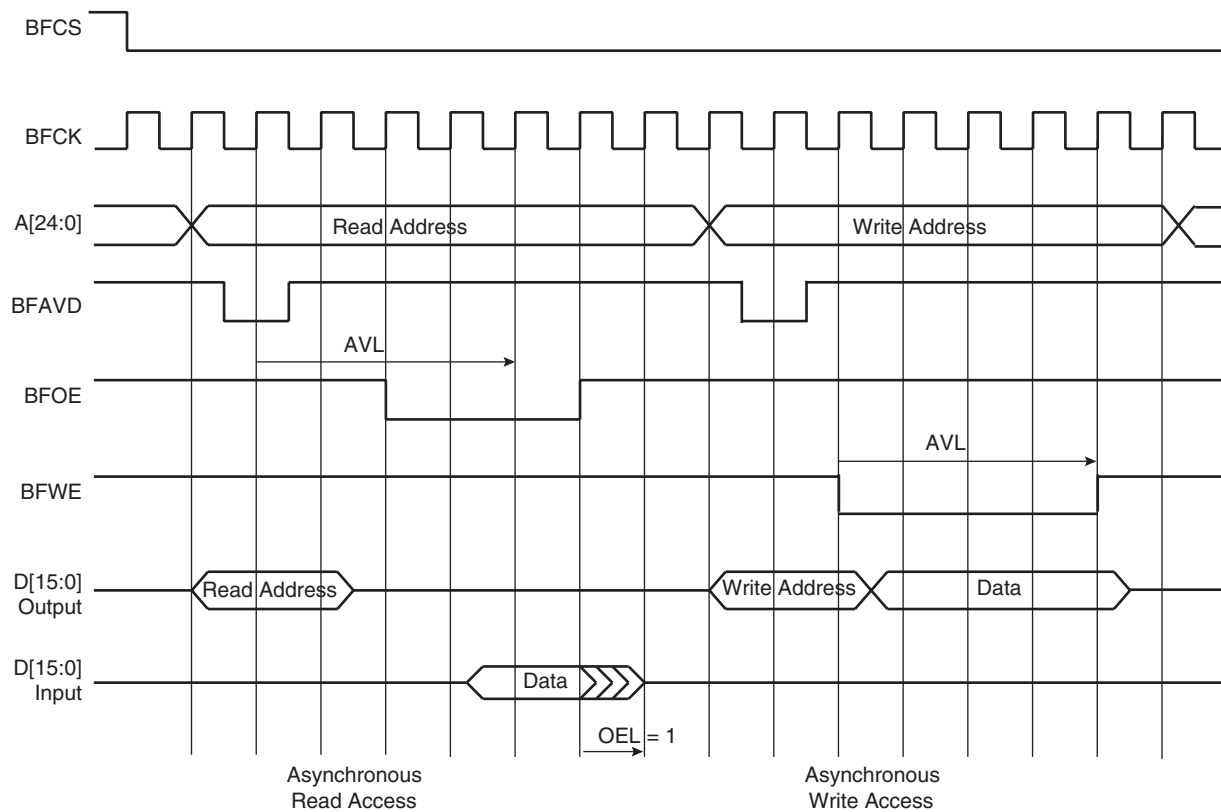 BFCS
BFCK
A[24:0]
Read Address
Write Address
BFAVD
AVL
BFOE
AVL
BFWE
D[15:0]
Output
Read Address
Write Address
Data
D[15:0]
Input
Data
OEL = 1
Asynchronous
Read Access
Asynchronous
Write Access